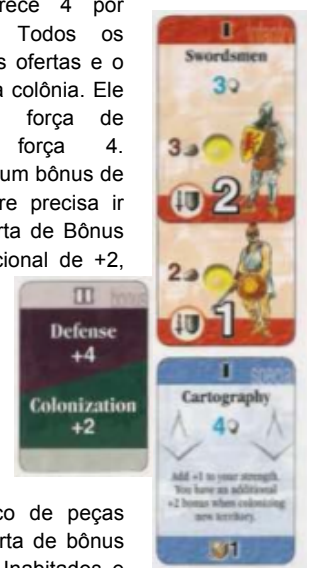 erece 4 por
Todos os
s ofertas e o
a colônia. Ele
força de
força 4.
um bônus de
re precisa ir
rta de Bônus
cional de +2,
I
Swordsmen
3
3
2
2
1
II
bonus
Defense
+4
Colonization
+2
I
Cartography
4
Add +1 to your strength.
You have an additional
+2 bonus when colonizing
new territory.
1
co de peças
rta de bônus
Inabitados e